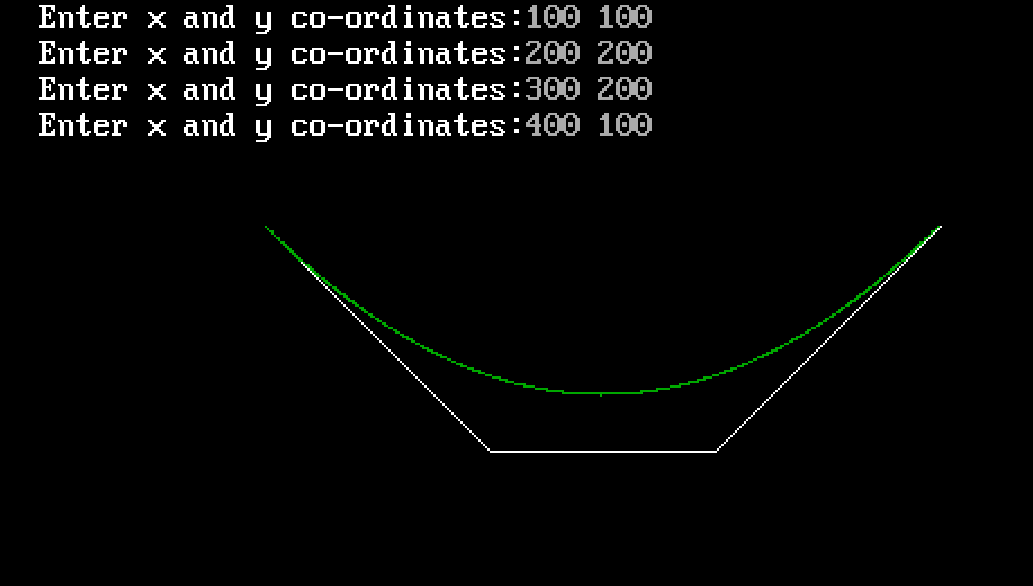 Enter x and y co-ordinates:100 100
Enter x and y co-ordinates:200 200
Enter x and y co-ordinates:300 200
Enter x and y co-ordinates:400 100